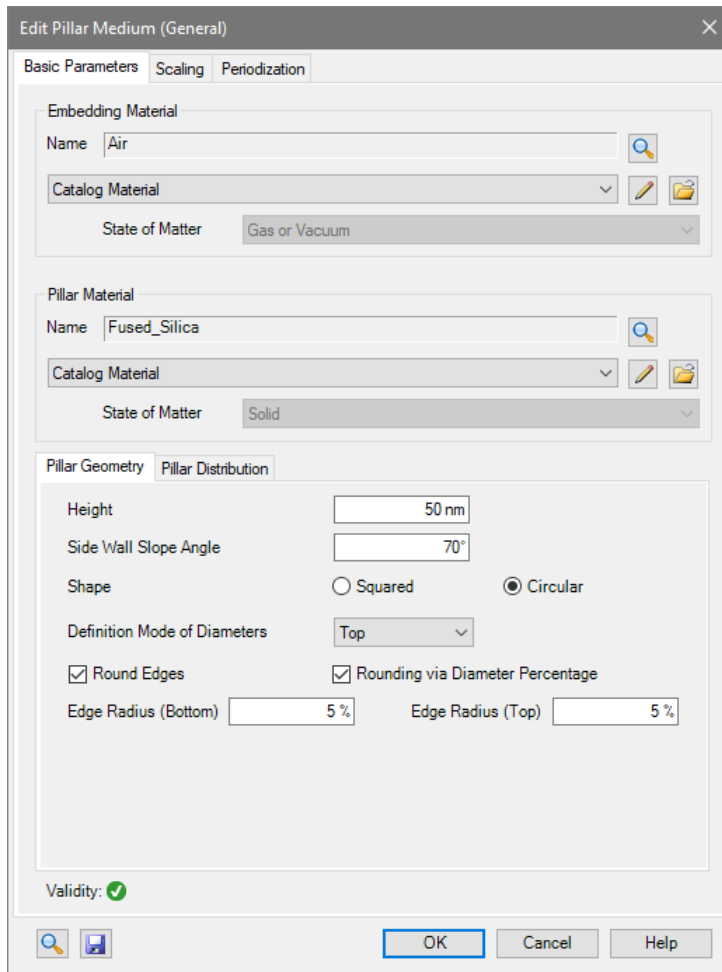 Edit Pillar Medium (General)
Basic Parameters Scaling Periodization
Embedding Material
Name Air
Catalog Material
State of Matter Gas or Vacuum
Pillar Material
Name Fused_Silica
Catalog Material
State of Matter Solid
Pillar Geometry Pillar Distribution
Height 50 nm
Side Wall Slope Angle 70°
Shape Squared Circular
Definition Mode of Diameters Top
Round Edges Rounding via Diameter Percentage
Edge Radius (Bottom) 5 % Edge Radius (Top) 5 %
Validity:
OK Cancel Help